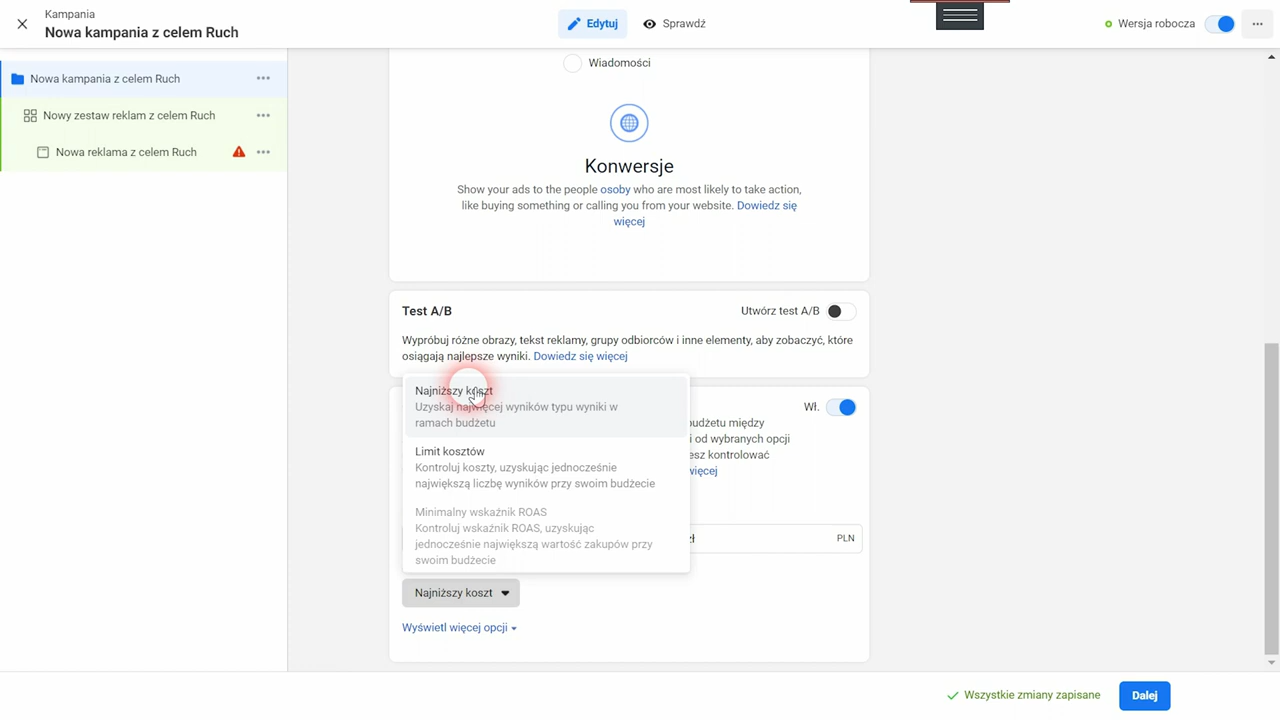 Kampania
Nowa kampania z celem Ruch
Edytuj
Sprawdź
Wersja robocza
Nowa kampania z celem Ruch
Nowy zestaw reklam z celem Ruch
Nowa reklama z celem Ruch
Wiadomości
Konwersje
Show your ads to the people osoby who are most likely to take action,
like buying something or calling you from your website. Dowiedz się
więcej
Test A/B
Utwórz test A/B
Wypróbuj różne obrazy, tekst reklamy, grupy odbiorców i inne elementy, aby zobaczyć, które
osiągają najlepsze wyniki. Dowiedz się więcej
Najniższy koszt
Uzyskaj najwięcej wyników typu wyniki w
ramach budżetu
Wł.
budżetu między
i od wybranych opcji
esz kontrolować
więcej
Limit kosztów
Kontroluj koszty, uzyskując jednocześnie
największą liczbę wyników przy swoim budżecie
Minimalny wskaźnik ROAS
Kontroluj wskaźnik ROAS, uzyskując
jednocześnie największą wartość zakupów przy
swoim budżecie
zł
PLN
Najniższy koszt
Wyświetl więcej opcji
Wszystkie zmiany zapisane
Dalej